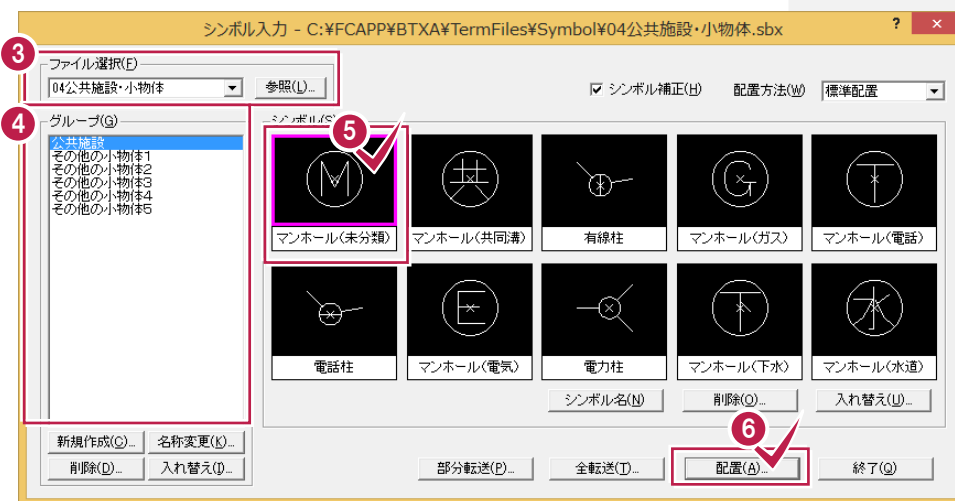 シンボル入力 - C:¥FCAPP¥BTXA¥TermFiles¥Symbol¥04公共施設・小物体.sbx
?
×
3
ファイル選択(F)
04公共施設・小物体
参照(L)...
シンボル補正(H)
配置方法(W)
標準配置
4
グループ(G)
公共施設
その他の小物体1
その他の小物体2
その他の小物体3
その他の小物体4
その他の小物体5
シンボル(S)
5
M
共
G
T
マンホール(未分類)
マンホール(共同溝)
有線柱
マンホール(ガス)
マンホール(電話)
E
下
水
電話柱
マンホール(電気)
電力柱
マンホール(下水)
マンホール(水道)
シンボル名(N)
削除(O)...
入れ替え(U)...
6
新規作成(C)...
名称変更(K)...
削除(D)...
入れ替え(I)...
部分転送(P)...
全転送(T)...
配置(A)...
終了(Q)